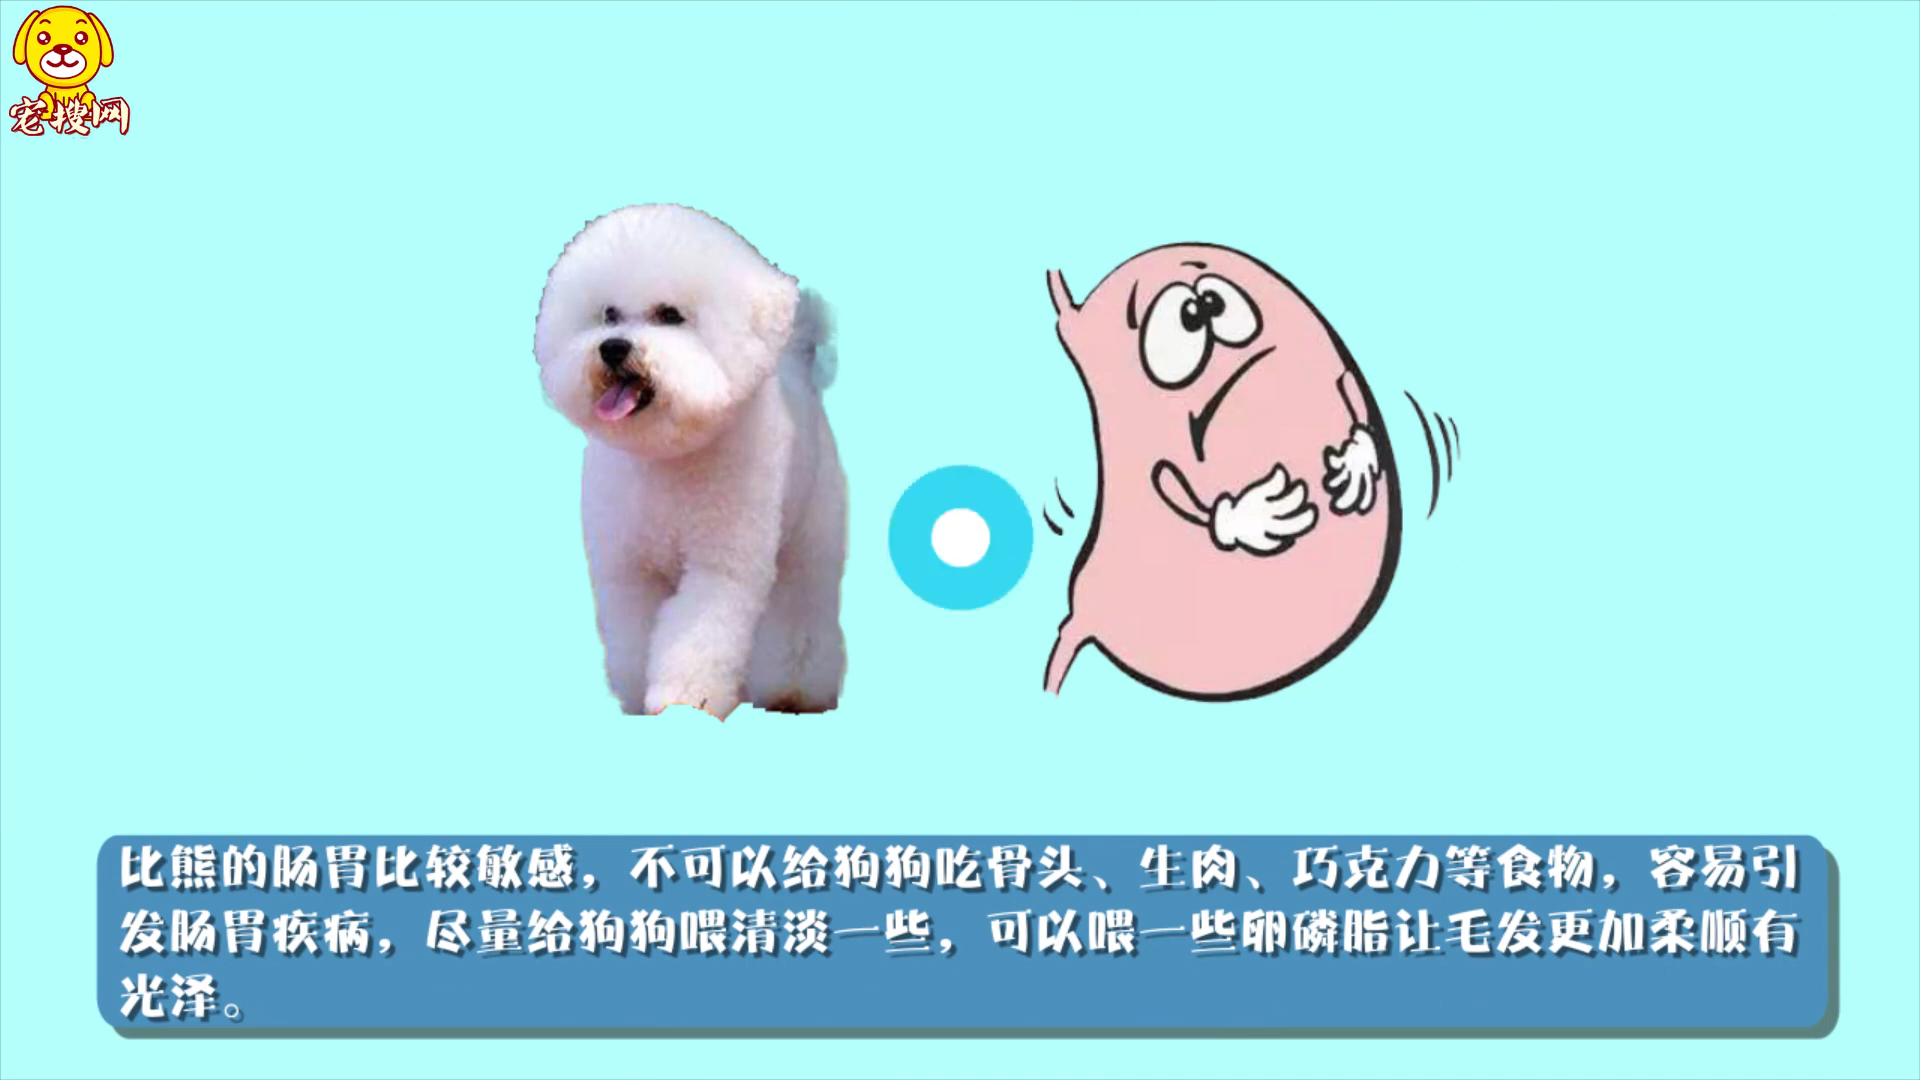 宠搜网
比熊的肠胃比较敏感，不可以给狗狗吃骨头、生肉、巧克力等食物，容易引
发肠胃疾病，尽量给狗狗喂清淡一些，可以喂一些卵磷脂让毛发更加柔顺有
光泽。